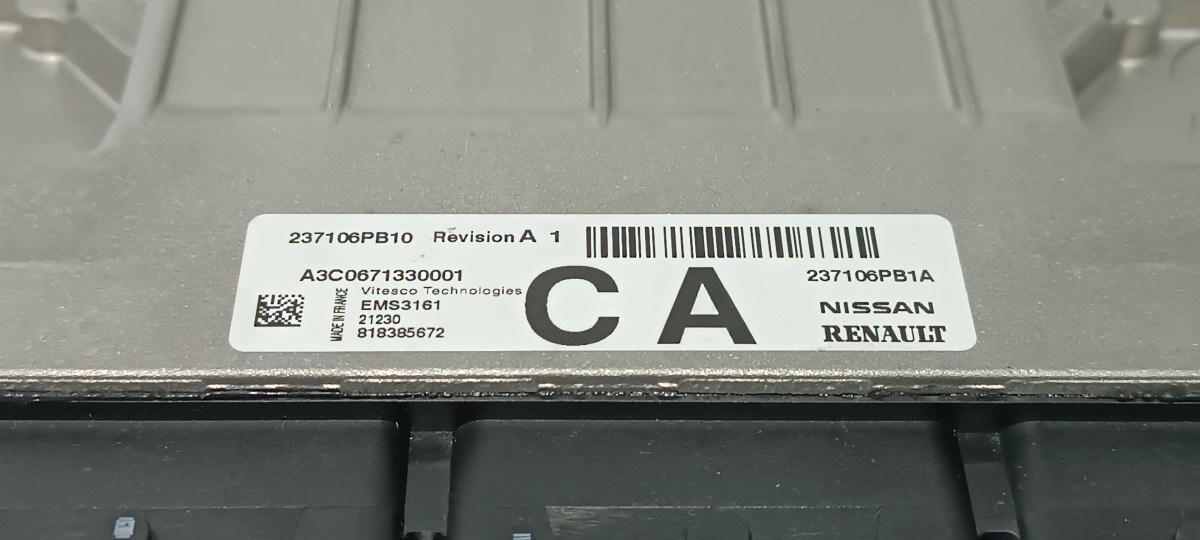 237106PB10 Revision A 1
A3C0671330001
237106PB1A
Vitesco Technologies
EMS3161
21230
818385672
MADE IN FRANCE
CA
NISSAN
RENAULT